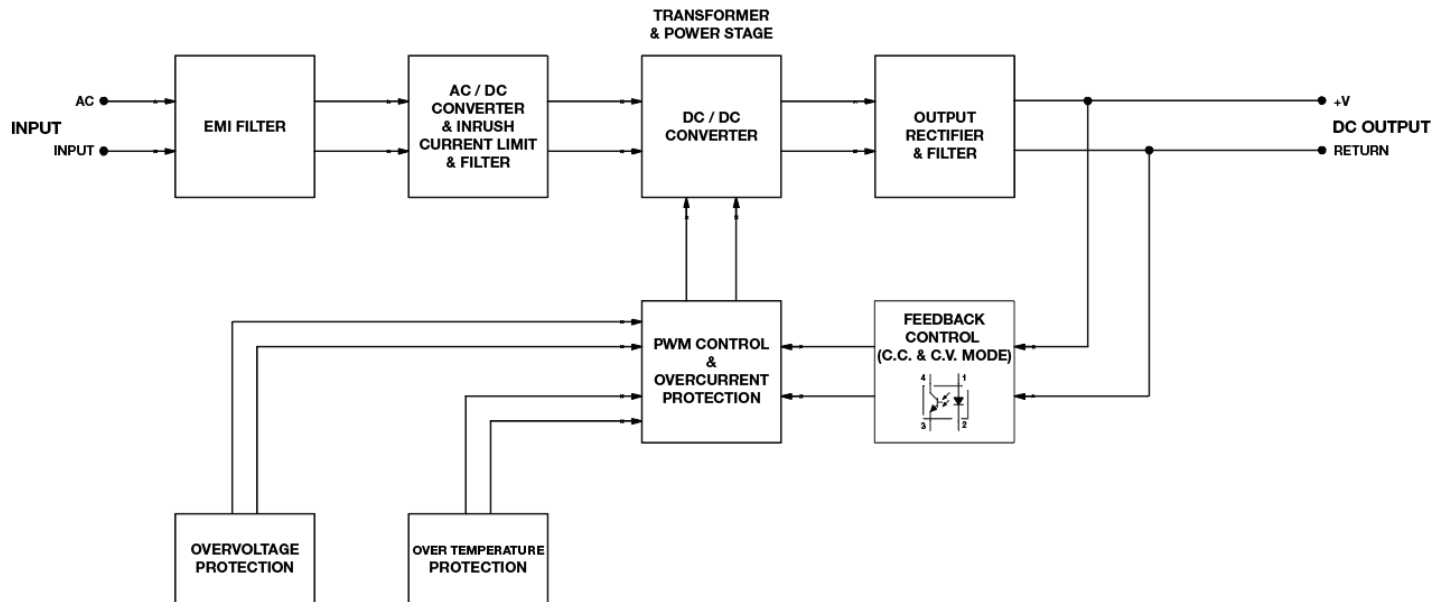 TRANSFORMER
& POWER STAGE
INPUT
AC
INPUT
EMI FILTER
AC / DC
CONVERTER
& INRUSH
CURRENT LIMIT
& FILTER
DC / DC
CONVERTER
OUTPUT
RECTIFIER
& FILTER
+V
DC OUTPUT
RETURN
PWM CONTROL
&
OVERCURRENT
PROTECTION
FEEDBACK
CONTROL
(C.C. & C.V. MODE)
4 1
3 2
OVERVOLTAGE
PROTECTION
OVER TEMPERATURE
PROTECTION